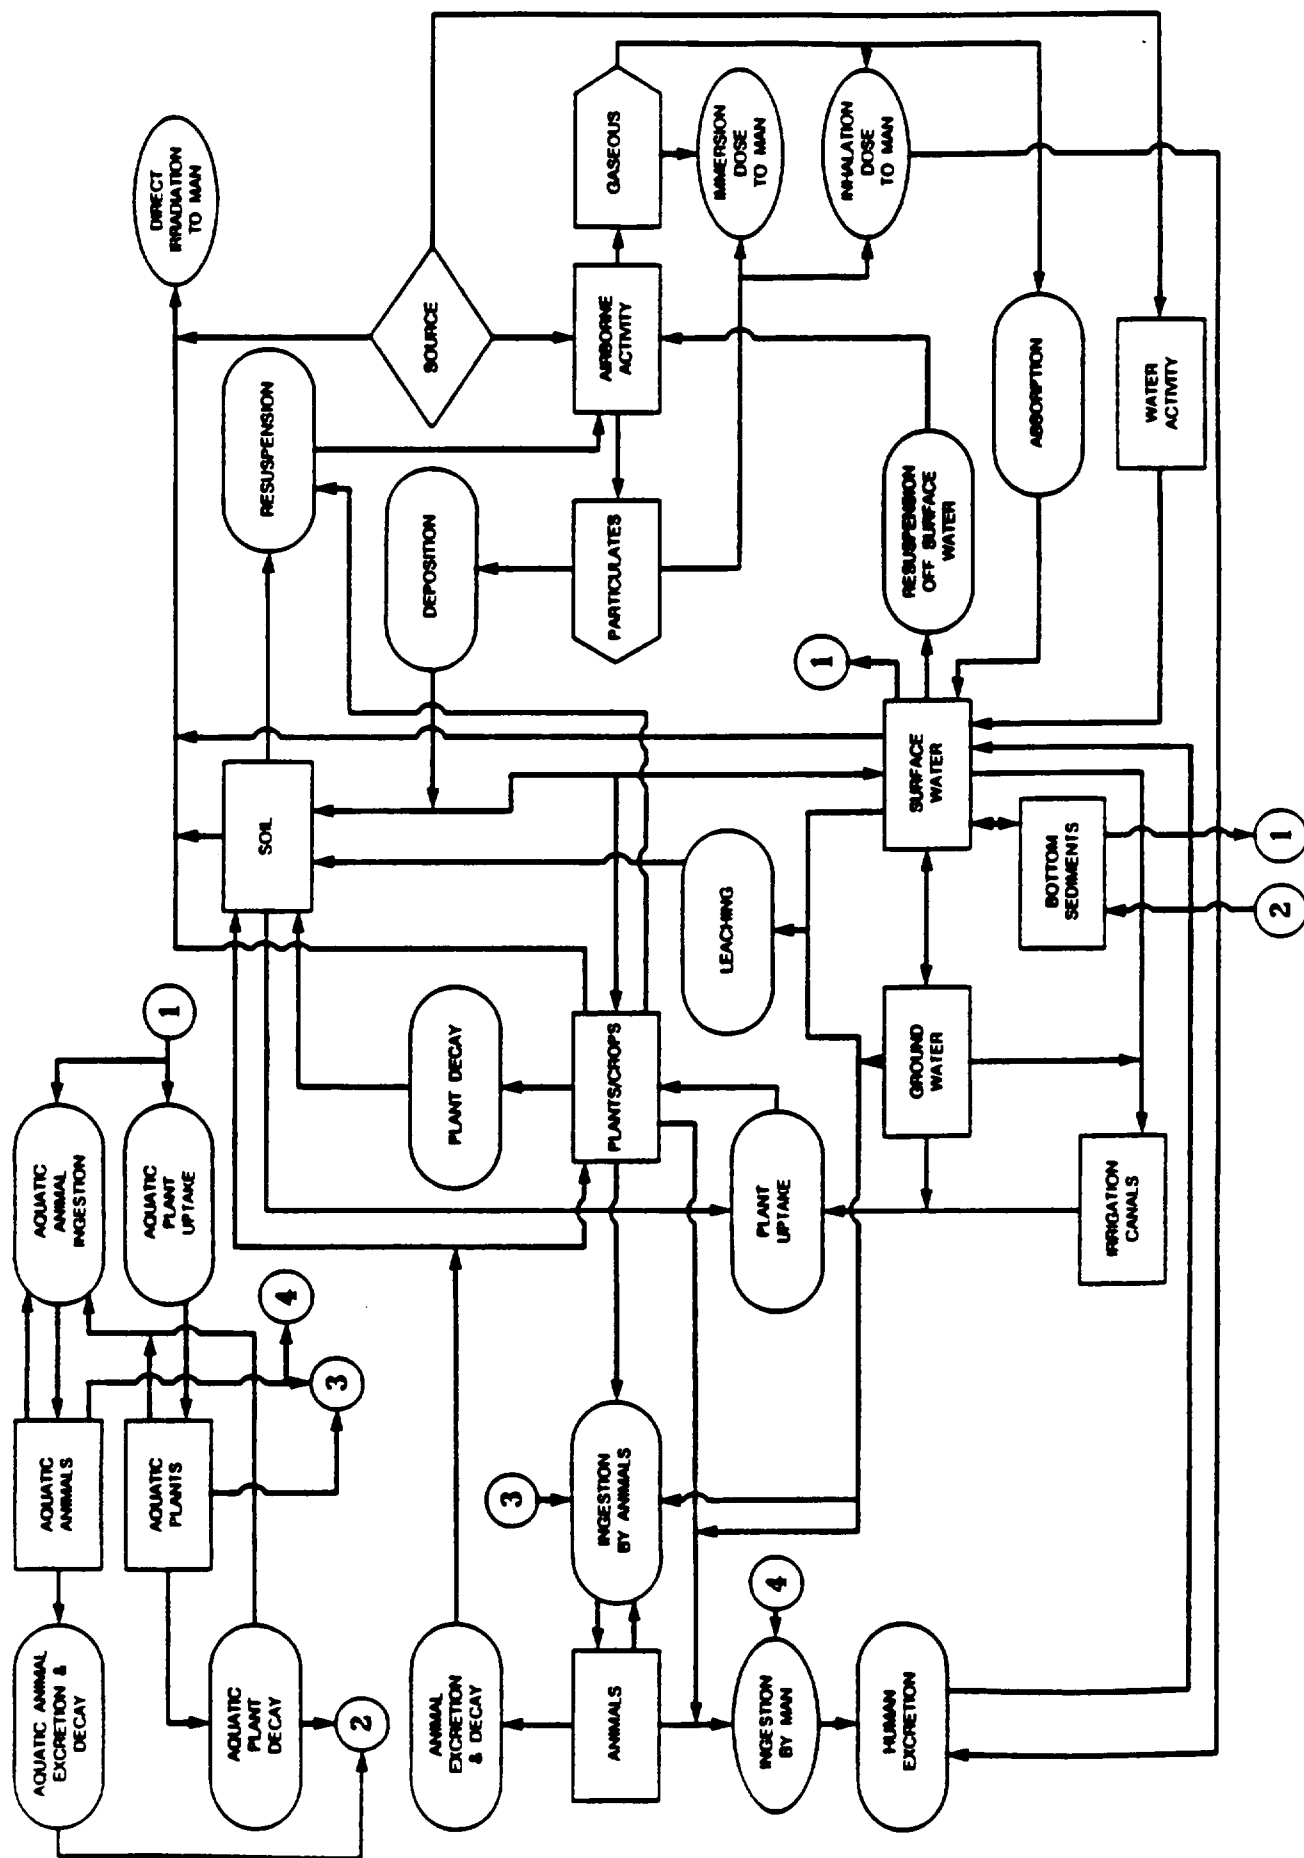 AQUATIC ANIMAL
EXCRETION &
DECAY
AQUATIC
ANIMALS
AQUATIC
ANIMAL
INGESTION
1
DIRECT
IRRADIATION
TO MAN
AQUATIC
PLANT
DECAY
AQUATIC
PLANTS
AQUATIC
PLANT
UPTAKE
2
3
4
SOIL
RESUSPENSION
ANIMAL
EXCRETION
& DECAY
PLANT DECAY
DEPOSITION
SOURCE
3
ANIMALS
INGESTION
BY ANIMALS
PLANTS/CROPS
PARTICULATES
AIRBORNE
ACTIVITY
GASEOUS
INGESTION
BY MAN
4
PLANT
UPTAKE
LEACHING
IMMERSION
DOSE
TO MAN
1
HUMAN
EXCRETION
GROUND
WATER
SURFACE
WATER
RESUSPENSION
OFF SURFACE
WATER
INHALATION
DOSE
TO MAN
IRRIGATION
CANALS
BOTTOM
SEDIMENTS
ABSORPTION
2
1
WATER
ACTIVITY